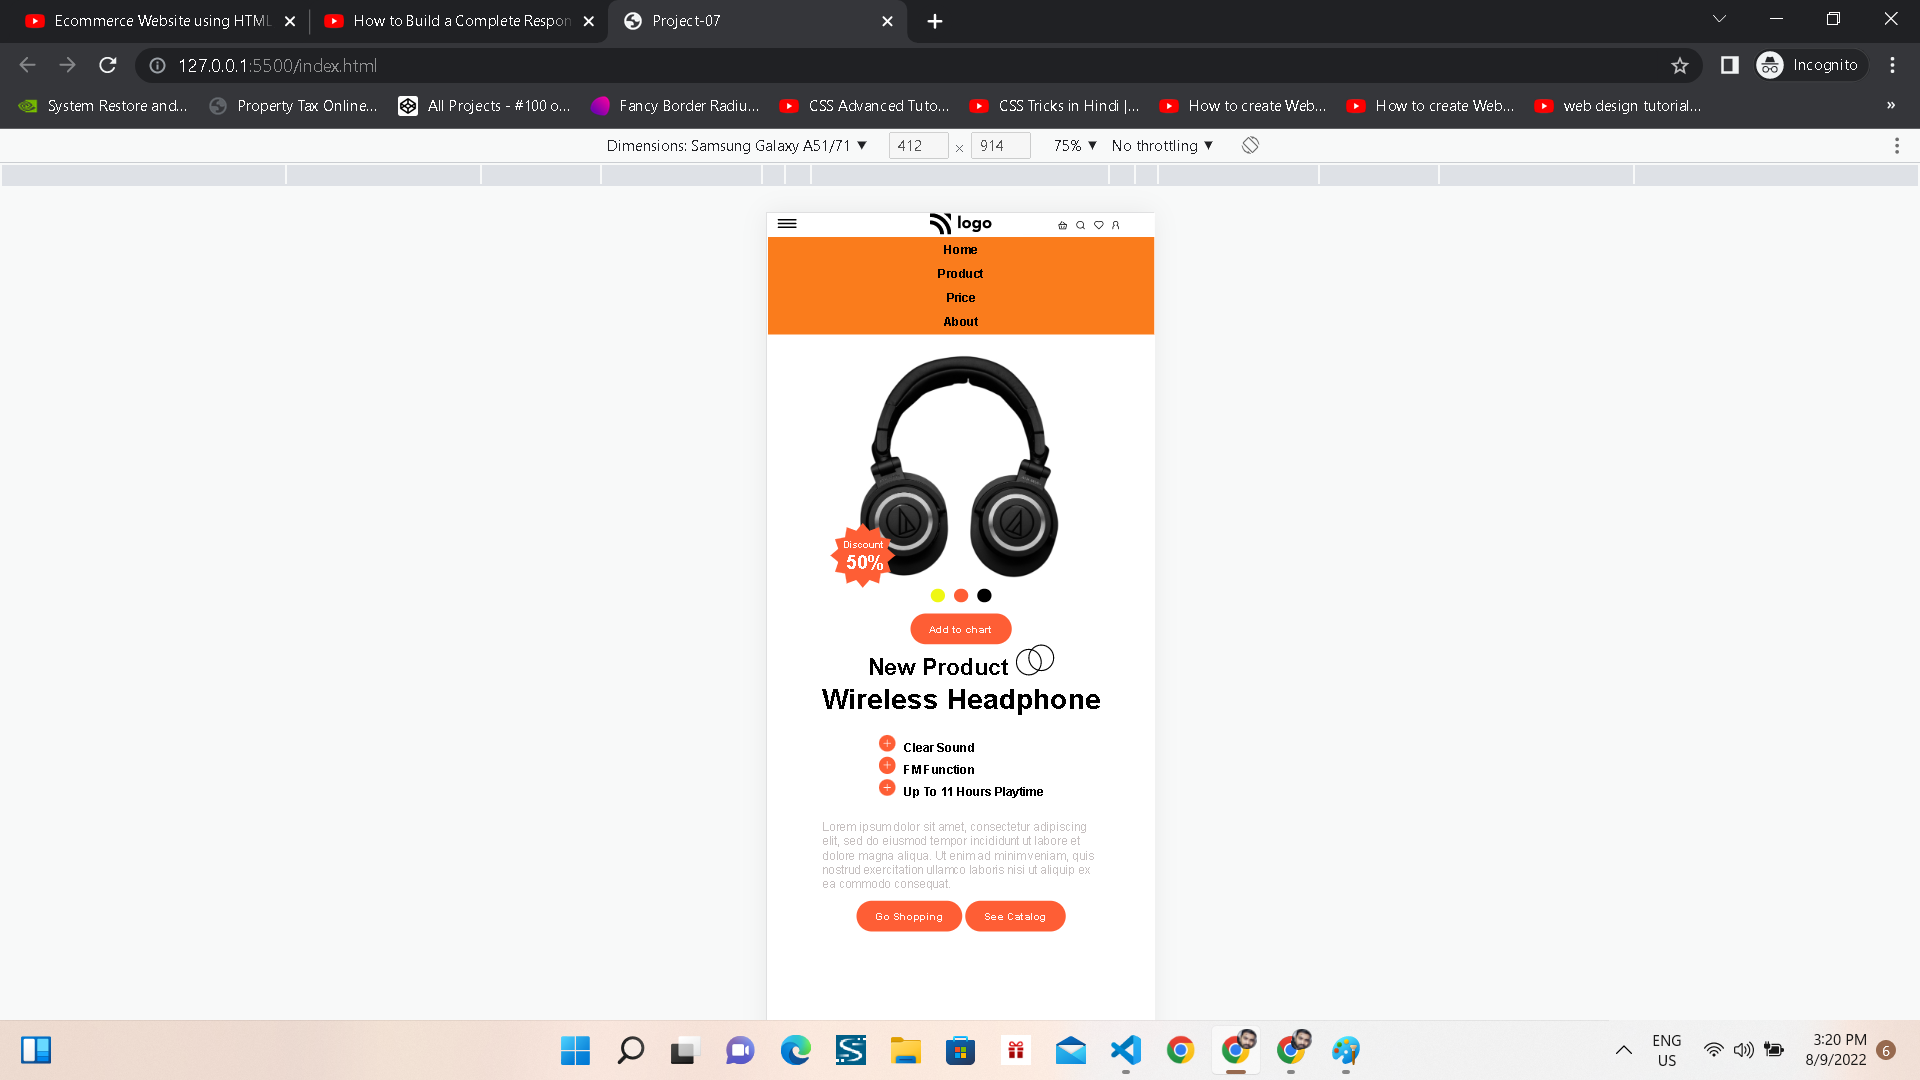 Ecommerce Website using HTML
How to Build a Complete Respon
Project-07
127.0.0.1:5500/index.html
Incognito
System Restore and...
Property Tax Online...
All Projects - #100 o...
Fancy Border Radiu...
CSS Advanced Tuto...
CSS Tricks in Hindi |...
How to create Web...
How to create Web...
web design tutorial...
»
Dimensions: Samsung Galaxy A51/71 ▼ 412 × 914 75% ▼ No throttling ▼
logo
Home
Product
Price
About
Discount
50%
Add to chart
New Product
Wireless Headphone
Clear Sound
FM Function
Up To 11 Hours Playtime
Lorem ipsum dolor sit amet, consectetur adipiscing
elit, sed do eiusmod tempor incididunt ut labore et
dolore magna aliqua. Ut enim ad minim veniam, quis
nostrud exercitation ullamco laboris nisi ut aliquip ex
ea commodo consequat.
Go Shopping
See Catalog
ENG
US
3:20 PM
8/9/2022
6